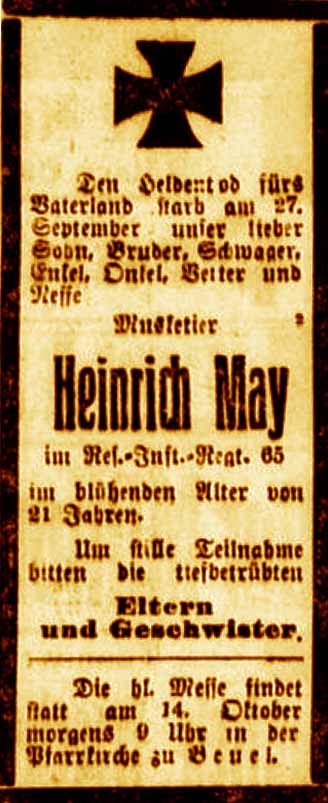 Den Heldentod fürs
Vaterland starb am 27.
September unser lieber
Sohn, Bruder, Schwager,
Enkel, Onkel, Vetter und
Neffe
Musketier
Heinrich May
im Res.-Inft.-Regt. 65
im blühenden Alter von
21 Jahren.
Um stille Teilnahme
bitten die tiefbetrübten
Eltern
und Geschwister.
Die hl. Messe findet
statt am 14. Oktober
morgens 9 Uhr in der
Pfarrkirche zu Beuel.